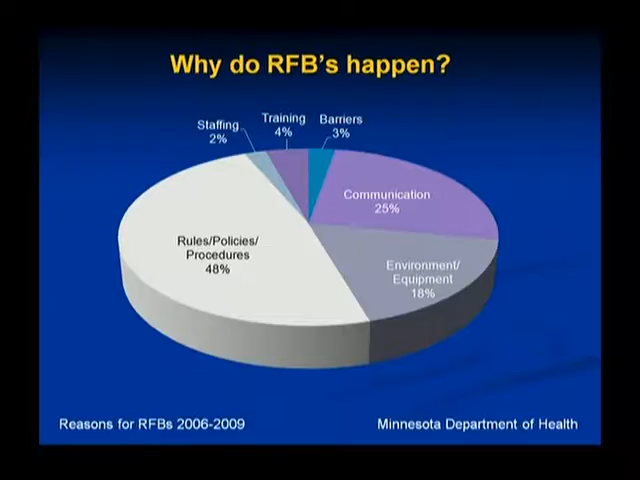 Why do RFB's happen?
Staffing
2%
Training
4%
Barriers
3%
Communication
25%
Rules/Policies/
Procedures
48%
Environment/
Equipment
18%
Reasons for RFBs 2006-2009
Minnesota Department of Health